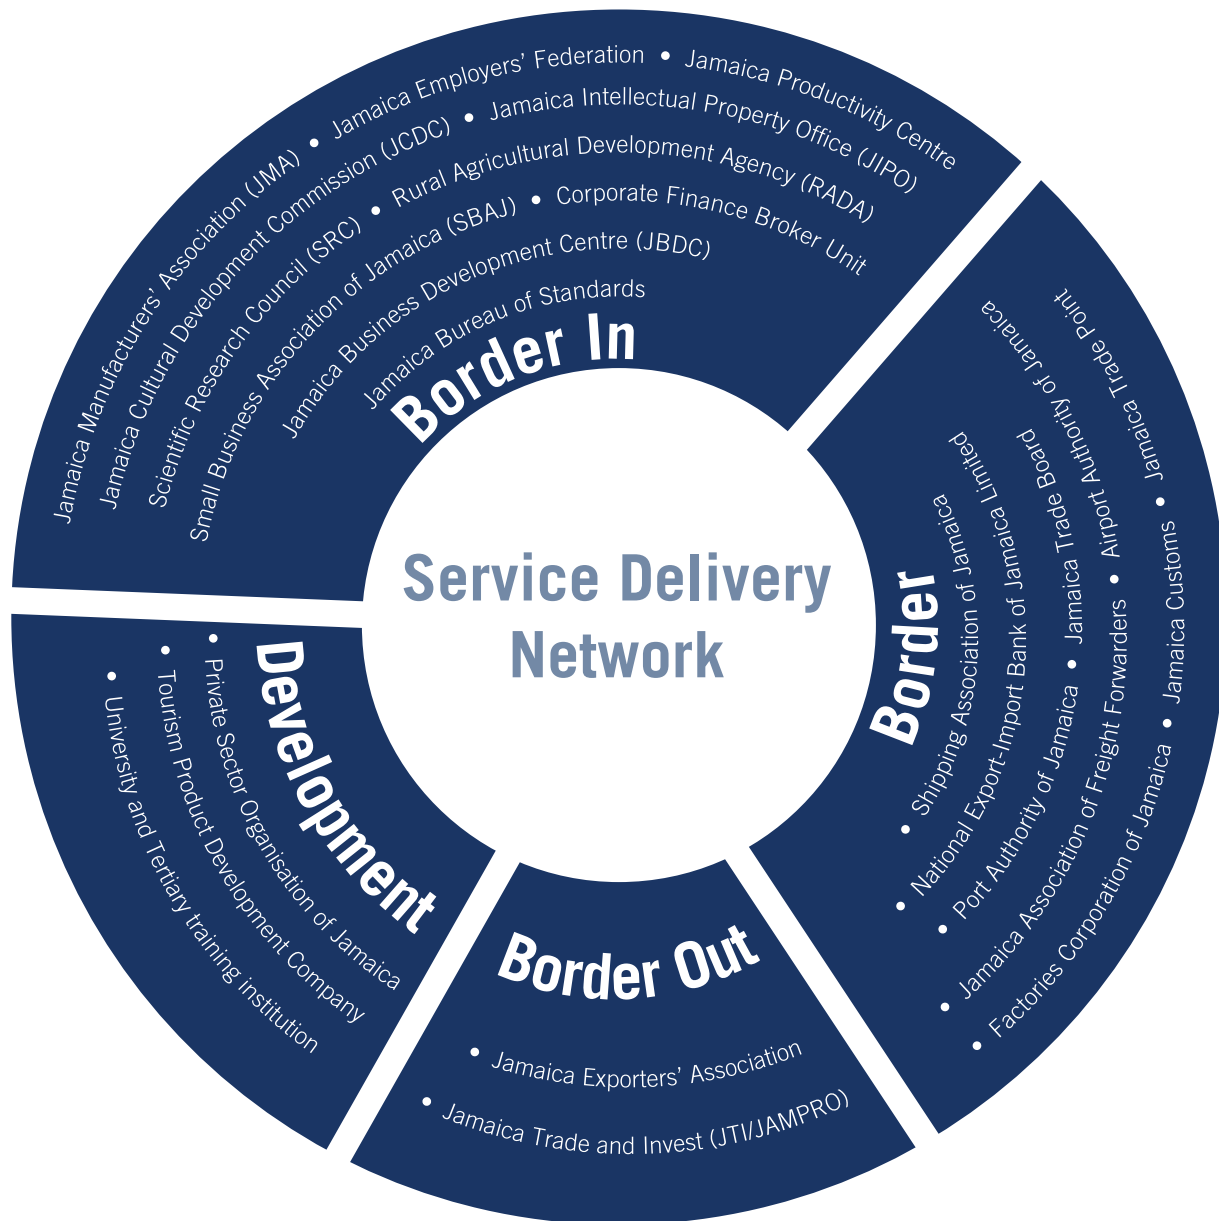 Service Delivery
Network
Border In
Jamaica Manufacturers' Association (JMA) • Jamaica Employers' Federation • Jamaica Productivity Centre
Jamaica Cultural Development Commission (JCDC) • Jamaica Intellectual Property Office (JIPO)
Scientific Research Council (SRC) • Rural Agricultural Development Agency (RADA)
Small Business Association of Jamaica (SBAJ) • Corporate Finance Broker Unit
Jamaica Business Development Centre (JBDC)
Jamaica Bureau of Standards
Border
• Shipping Association of Jamaica
• National Export-Import Bank of Jamaica Limited
• Port Authority of Jamaica • Jamaica Trade Board
• Jamaica Association of Freight Forwarders • Airport Authority of Jamaica
• Factories Corporation of Jamaica • Jamaica Customs • Jamaica Trade Point
Border Out
• Jamaica Exporters' Association
• Jamaica Trade and Invest (JTI/JAMPRO)
Development
• Private Sector Organisation of Jamaica
• Tourism Product Development Company
• University and Tertiary training institution